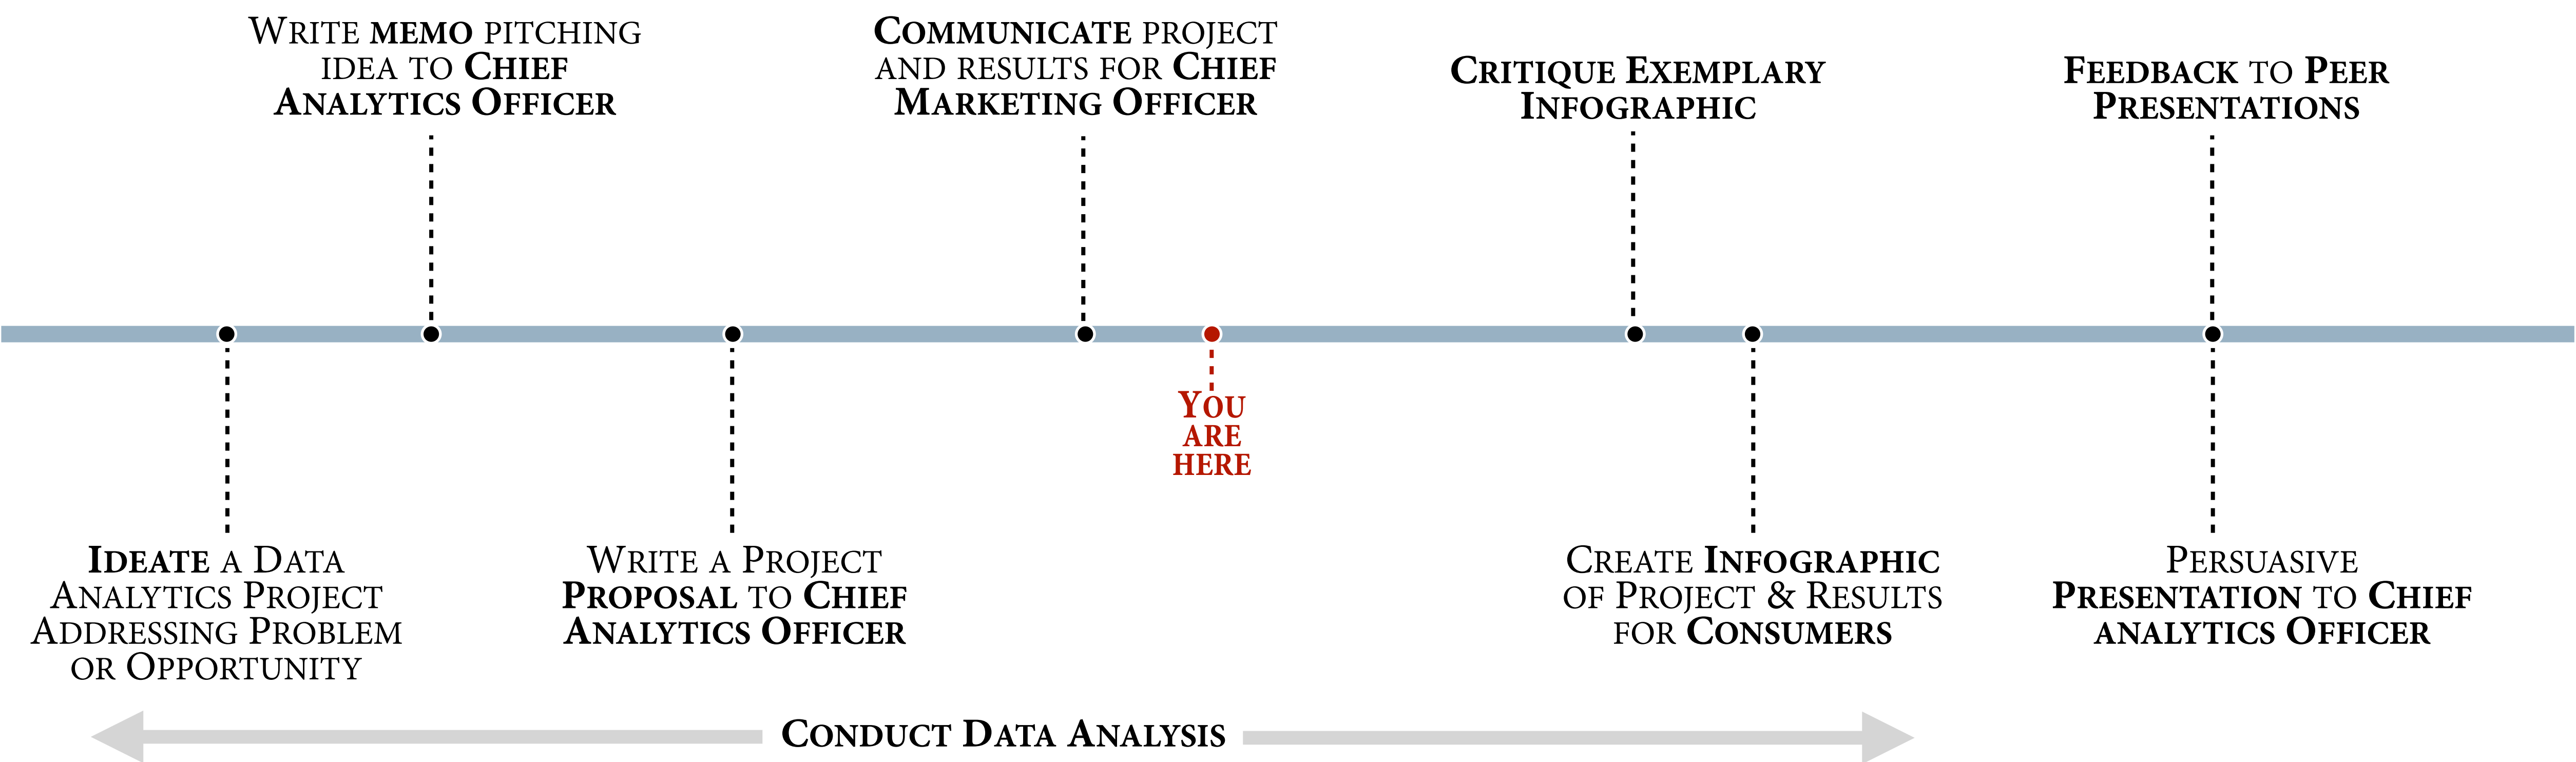 Write memo pitching
idea to Chief
Analytics Officer
Communicate project
and results for Chief
Marketing Officer
Critique Exemplary
Infographic
Feedback to Peer
Presentations
You
are
here
Ideate a Data
Analytics Project
Addressing Problem
or Opportunity
Write a Project
Proposal to Chief
Analytics Officer
Create Infographic
of Project & Results
for Consumers
Persuasive
Presentation to Chief
analytics Officer
Conduct Data Analysis